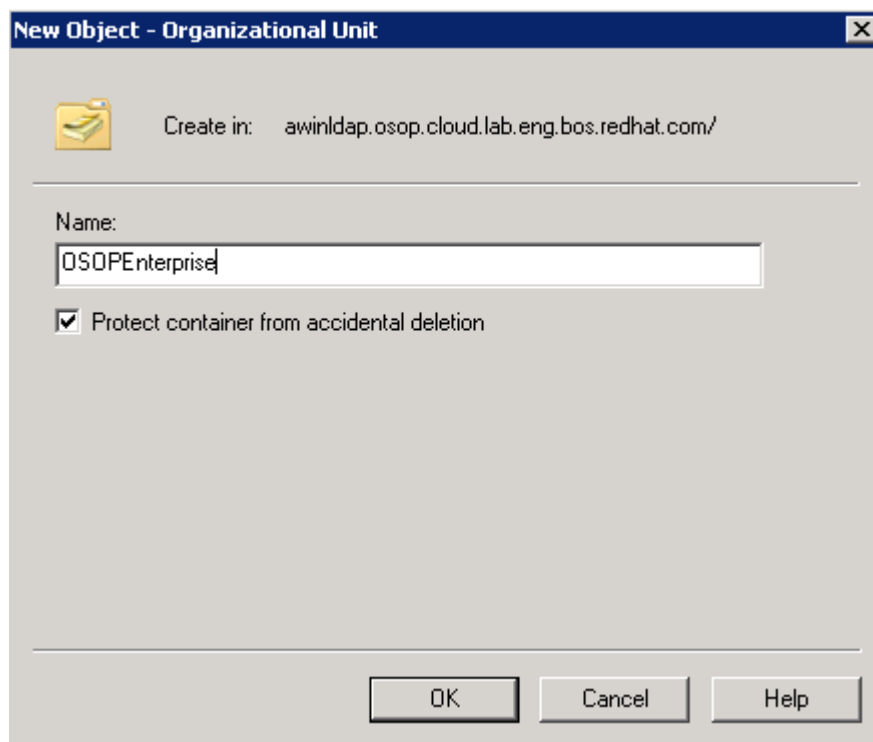 New Object - Organizational Unit
Create in: awinldap.osop.cloud.lab.eng.bos.redhat.com/
Name:
OSOPEnterprise
Protect container from accidental deletion
OK Cancel Help